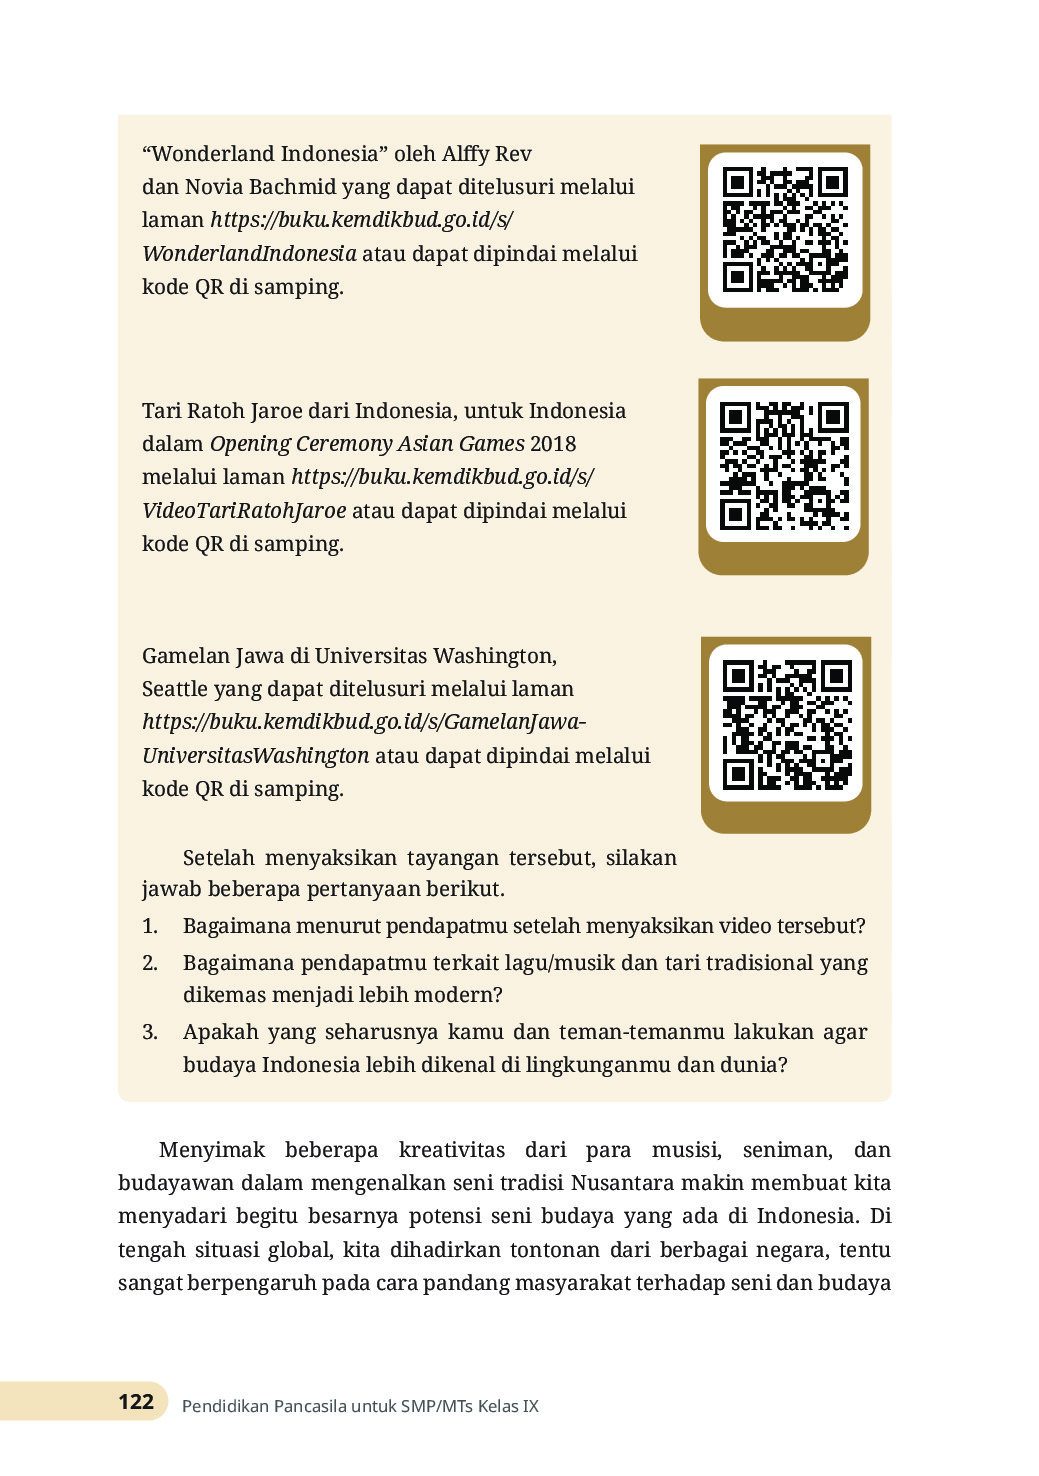 “Wonderland Indonesia” oleh Alffy Rev
dan Novia Bachmid yang dapat ditelusuri melalui
laman https://buku.kemdikbud.go.id/s/
WonderlandIndonesia atau dapat dipindai melalui
kode QR di samping.
Tari Ratoh Jaroe dari Indonesia, untuk Indonesia
dalam Opening Ceremony Asian Games 2018
melalui laman https://buku.kemdikbud.go.id/s/
VideoTariRatohJaroe atau dapat dipindai melalui
kode QR di samping.
Gamelan Jawa di Universitas Washington,
Seattle yang dapat ditelusuri melalui laman
https://buku.kemdikbud.go.id/s/GamelanJawa-
UniversitasWashington atau dapat dipindai melalui
kode QR di samping.
Setelah menyaksikan tayangan tersebut, silakan
jawab beberapa pertanyaan berikut.
1. Bagaimana menurut pendapatmu setelah menyaksikan video tersebut?
2. Bagaimana pendapatmu terkait lagu/musik dan tari tradisional yang
dikemas menjadi lebih modern?
3. Apakah yang seharusnya kamu dan teman-temanmu lakukan agar
budaya Indonesia lebih dikenal di lingkunganmu dan dunia?
Menyimak beberapa kreativitas dari para musisi, seniman, dan
budayawan dalam mengenalkan seni tradisi Nusantara makin membuat kita
menyadari begitu besarnya potensi seni budaya yang ada di Indonesia. Di
tengah situasi global, kita dihadirkan tontonan dari berbagai negara, tentu
sangat berpengaruh pada cara pandang masyarakat terhadap seni dan budaya
122 Pendidikan Pancasila untuk SMP/MTs Kelas IX